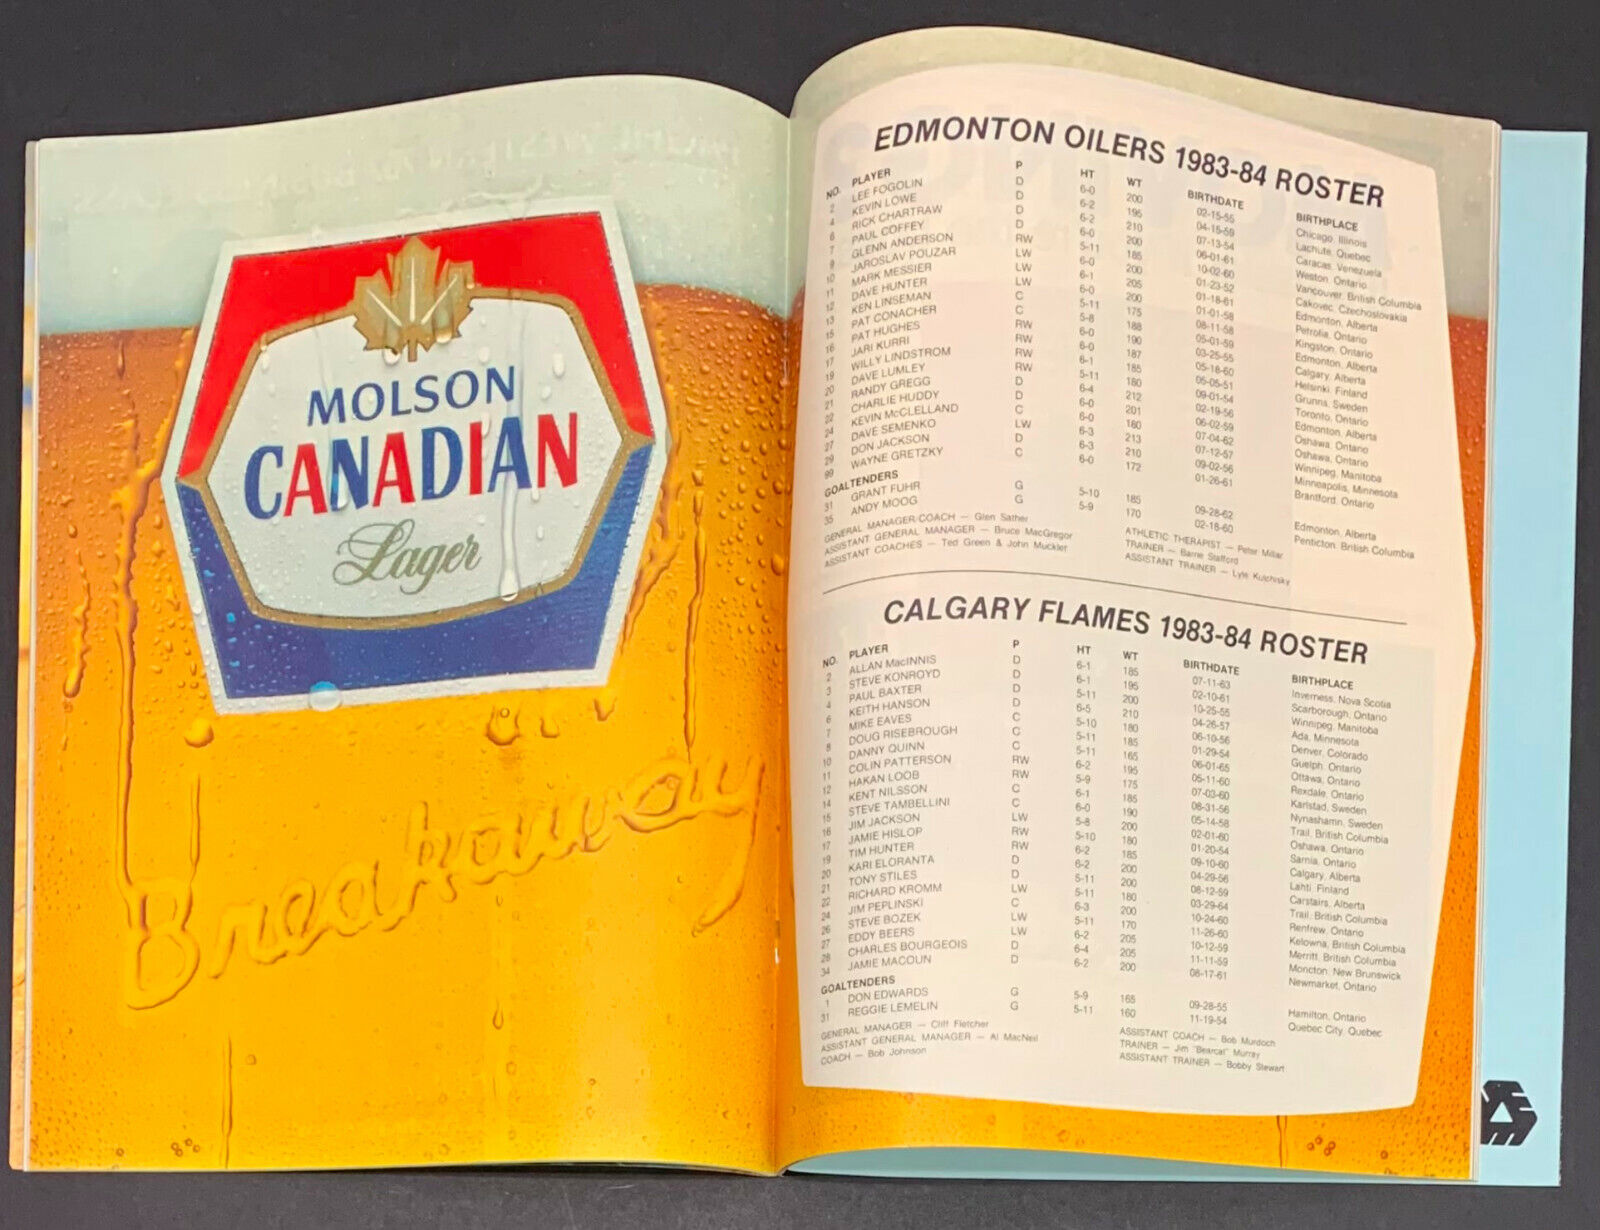 MOLSON
CANADIAN
Lager
Breakaway
EDMONTON OILERS 1983-84 ROSTER
NO. PLAYER P HT WT BIRTHDATE BIRTHPLACE
2 LEE FOGOLIN D 6-0 200 02-15-55 Chicago, Illinois
4 KEVIN LOWE D 6-2 195 04-15-59 Lachute, Quebec
6 RICK CHARTRAW D 6-2 210 07-13-54 Caracas, Venezuela
7 PAUL COFFEY D 6-0 200 06-01-61 Weston, Ontario
9 GLENN ANDERSON RW 5-11 185 10-02-60 Vancouver, British Columbia
10 JAROSLAV POUZAR LW 6-0 200 01-23-52 Cakovec, Czechoslovakia
11 MARK MESSIER LW 6-1 205 01-18-61 Edmonton, Alberta
12 DAVE HUNTER LW 6-0 200 01-01-58 Petrolia, Ontario
13 KEN LINSEMAN C 5-11 175 08-11-58 Kingston, Ontario
15 PAT CONACHER C 5-8 188 05-01-59 Edmonton, Alberta
16 PAT HUGHES RW 6-0 190 03-25-55 Calgary, Alberta
17 JARI KURRI RW 6-0 187 05-18-60 Helsinki, Finland
19 WILLY LINDSTROM RW 6-1 185 05-05-51 Grunns, Sweden
20 DAVE LUMLEY RW 5-11 180 09-01-54 Toronto, Ontario
21 RANDY GREGG D 6-4 212 02-19-56 Edmonton, Alberta
22 CHARLIE HUDDY D 6-0 201 06-02-59 Oshawa, Ontario
24 KEVIN McCLELLAND C 6-0 180 07-04-62 Oshawa, Ontario
27 DAVE SEMENKO LW 6-3 213 07-12-57 Winnipeg, Manitoba
29 DON JACKSON D 6-3 210 09-02-56 Minneapolis, Minnesota
99 WAYNE GRETZKY C 6-0 172 01-26-61 Brantford, Ontario
GOALTENDERS
31 GRANT FUHR G 5-10 185 09-28-62 Edmonton, Alberta
35 ANDY MOOG G 5-9 170 02-18-60 Penticton, British Columbia
GENERAL MANAGER/COACH — Glen Sather ATHLETIC THERAPIST — Peter Millar
ASSISTANT GENERAL MANAGER — Bruce MacGregor TRAINER — Barrie Stafford
ASSISTANT COACHES — Ted Green & John Muckler ASSISTANT TRAINER — Lyle Kulchisky
CALGARY FLAMES 1983-84 ROSTER
NO. PLAYER P HT WT BIRTHDATE BIRTHPLACE
2 ALLAN MacINNIS D 6-1 185 07-11-63 Inverness, Nova Scotia
3 STEVE KONROYD D 6-1 195 02-10-61 Scarborough, Ontario
4 PAUL BAXTER D 5-11 200 10-25-55 Winnipeg, Manitoba
6 KEITH HANSON D 6-5 210 04-26-57 Ada, Minnesota
7 MIKE EAVES C 5-10 180 06-10-56 Denver, Colorado
8 DOUG RISEBROUGH C 5-11 185 01-29-54 Guelph, Ontario
10 DANNY QUINN C 5-11 165 06-01-65 Ottawa, Ontario
11 COLIN PATTERSON RW 6-2 195 05-11-60 Rexdale, Ontario
12 HAKAN LOOB RW 5-9 175 07-03-60 Karlstad, Sweden
14 KENT NILSSON C 6-1 185 08-31-56 Nynashamn, Sweden
15 STEVE TAMBELLINI C 6-0 190 05-14-58 Trail, British Columbia
16 JIM JACKSON LW 5-8 200 02-01-60 Oshawa, Ontario
17 JAMIE HISLOP RW 5-10 180 01-20-54 Sarnia, Ontario
19 TIM HUNTER RW 6-2 185 09-10-60 Calgary, Alberta
20 KARI ELORANTA D 6-2 200 04-29-56 Lahti, Finland
21 TONY STILES D 5-11 200 08-12-59 Carstairs, Alberta
RICHARD KROMM LW 5-11 180 03-29-64 Trail, British Columbia
24 JIM PEPLINSKI C 6-3 200 10-24-60 Renfrew, Ontario
26 STEVE BOZEK LW 5-11 170 11-26-60 Kelowna, British Columbia
27 EDDY BEERS LW 6-2 205 10-12-59 Merritt, British Columbia
28 CHARLES BOURGEOIS D 6-4 205 11-11-59 Moncton, New Brunswick
34 JAMIE MACOUN D 6-2 200 08-17-61 Newmarket, Ontario
GOALTENDERS
1 DON EDWARDS G 5-9 165 09-28-55 Hamilton, Ontario
31 REGGIE LEMELIN G 5-11 160 11-19-54 Quebec City, Quebec
GENERAL MANAGER — Cliff Fletcher ASSISTANT COACH — Bob Murdoch
ASSISTANT GENERAL MANAGER — Al MacNeil TRAINER — Jim "Bearcat" Murray
COACH — Bob Johnson ASSISTANT TRAINER — Bobby Stewart